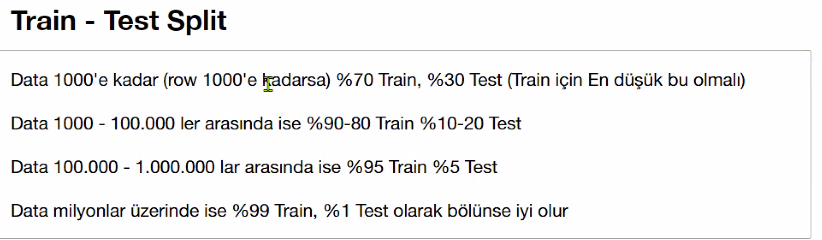 Train - Test Split
Data 1000'e kadar (row 1000'e kadarsa) %70 Train, %30 Test (Train için En düşük bu olmalı)
Data 1000 - 100.000 ler arasında ise %90-80 Train %10-20 Test
Data 100.000 - 1.000.000 lar arasında ise %95 Train %5 Test
Data milyonlar üzerinde ise %99 Train, %1 Test olarak bölünse iyi olur